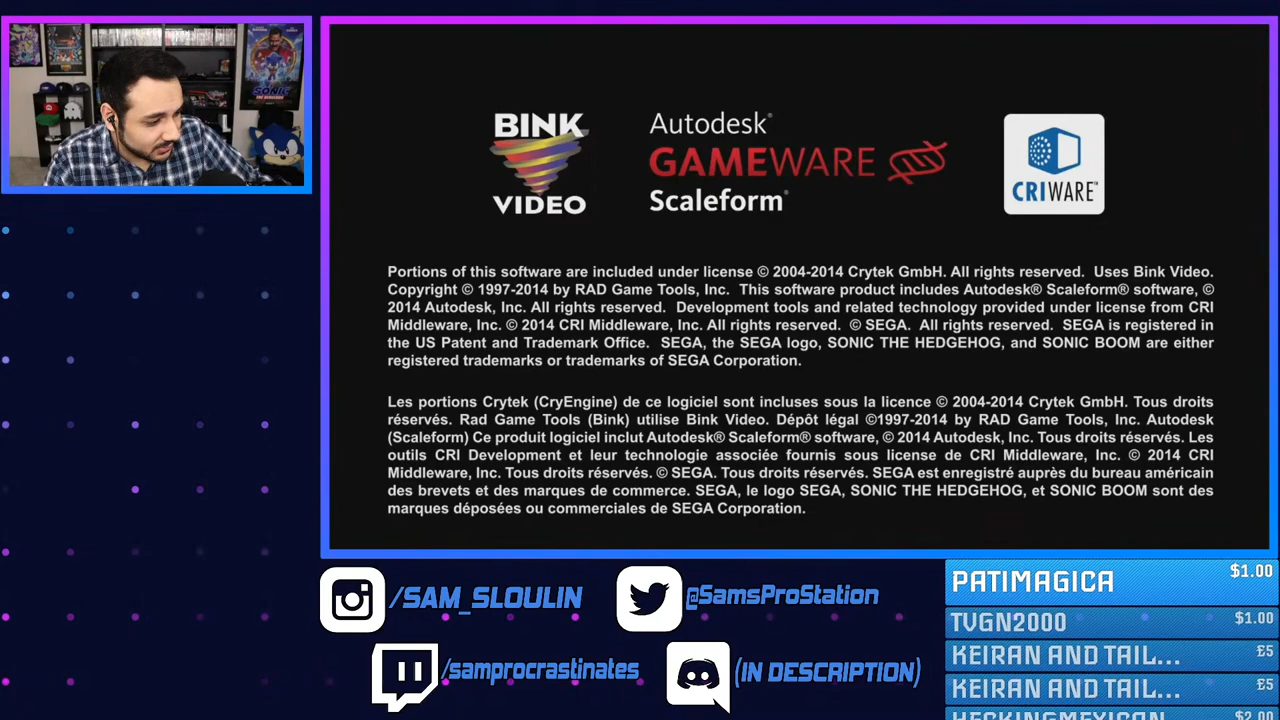 BINK
VIDEO
Autodesk®
GAMEWARE
Scaleform®
CRIWARE™
Portions of this software are included under license © 2004-2014 Crytek GmbH. All rights reserved. Uses Bink Video.
Copyright © 1997-2014 by RAD Game Tools, Inc. This software product includes Autodesk® Scaleform® software, ©
2014 Autodesk, Inc. All rights reserved. Development tools and related technology provided under license from CRI
Middleware, Inc. © 2014 CRI Middleware, Inc. All rights reserved. © SEGA. All rights reserved. SEGA is registered in
the US Patent and Trademark Office. SEGA, the SEGA logo, SONIC THE HEDGEHOG, and SONIC BOOM are either
registered trademarks or trademarks of SEGA Corporation.
Les portions Crytek (CryEngine) de ce logiciel sont incluses sous la licence © 2004-2014 Crytek GmbH. Tous droits
réservés. Rad Game Tools (Bink) utilise Bink Video. Dépôt légal ©1997-2014 by RAD Game Tools, Inc. Autodesk
(Scaleform) Ce produit logiciel inclut Autodesk® Scaleform® software, © 2014 Autodesk, Inc. Tous droits réservés. Les
outils CRI Development et leur technologie associée fournis sous license de CRI Middleware, Inc. © 2014 CRI
Middleware, Inc. Tous droits réservés. © SEGA. Tous droits réservés. SEGA est enregistré auprès du bureau américain
des brevets et des marques de commerce. SEGA, le logo SEGA, SONIC THE HEDGEHOG, et SONIC BOOM sont des
marques déposées ou commerciales de SEGA Corporation.
/SAM_SLOULIN
@SamsProStation
/samprocrastinates
(IN DESCRIPTION)
PATIMAGICA $1.00
TVGN2000 $1.00
KEIRAN AND TAIL... £5
KEIRAN AND TAIL... £5
HECKINGMEXICAN $2.00
SONIC